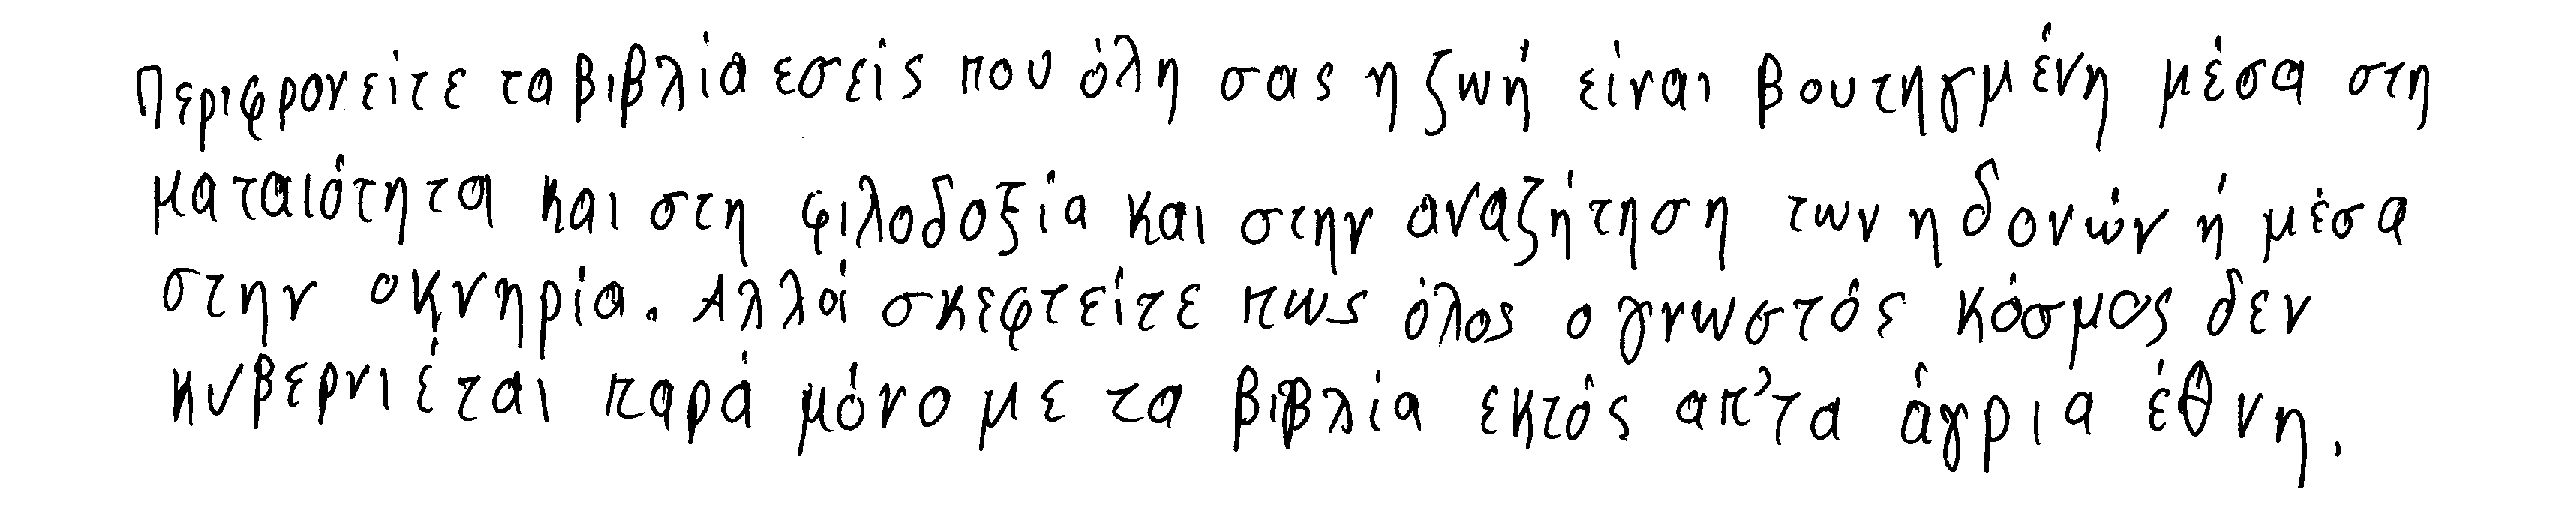 Περιφρονείτε τα βιβλία εσείς που όλη σας η ζωή είναι βουτηγμένη μέσα στη
ματαιότητα και στη φιλοδοξία και στην αναζήτηση των ηδονών ή μέσα
στην οκνηρία. Αλλά σκεφτείτε πως όλος ο γνωστός κόσμος δεν
κυβερνιέται παρά μόνο με τα βιβλία εκτός απ'τα άγρια έθνη.